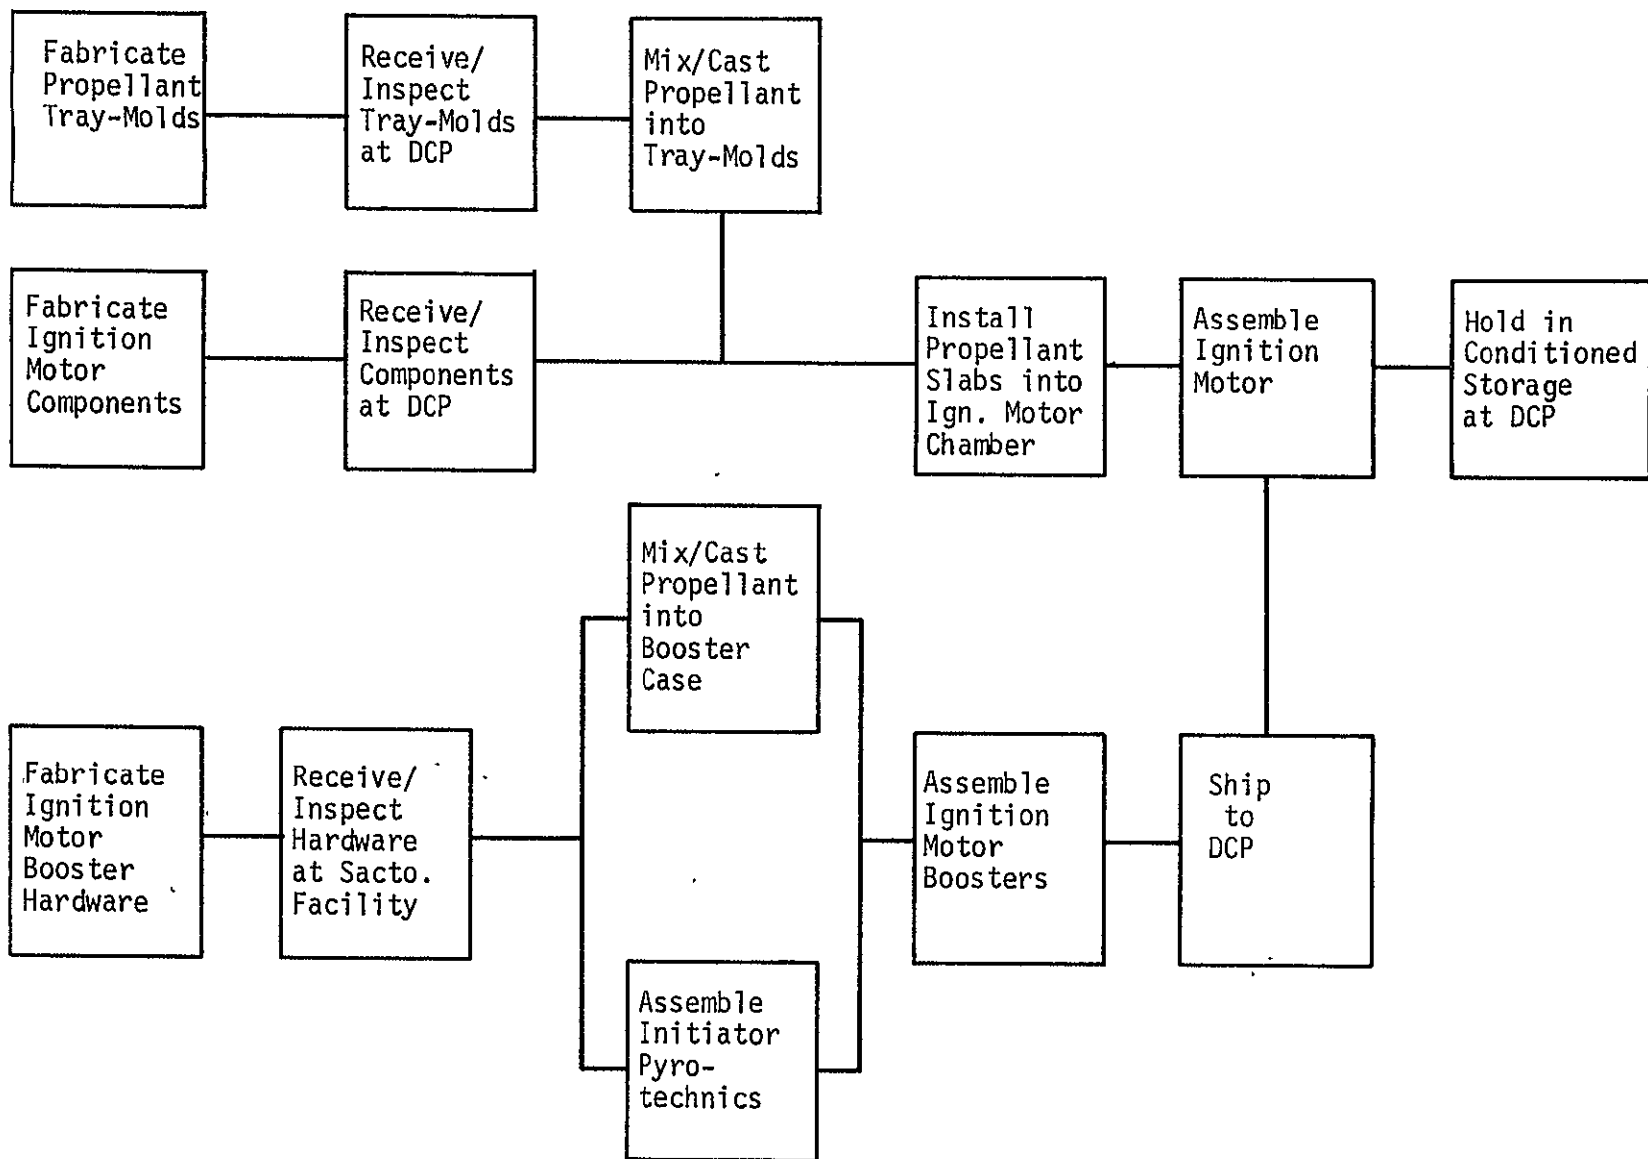 Fabricate
Propellant
Tray-Molds
Receive/
Inspect
Tray-Molds
at DCP
Mix/Cast
Propellant
into
Tray-Molds
Fabricate
Ignition
Motor
Components
Receive/
Inspect
Components
at DCP
Install
Propellant
Slabs into
Ign. Motor
Chamber
Assemble
Ignition
Motor
Hold in
Conditioned
Storage
at DCP
Mix/Cast
Propellant
into
Booster
Case
Fabricate
Ignition
Motor
Booster
Hardware
Receive/
Inspect
Hardware
at Sacto.
Facility
Assemble
Ignition
Motor
Boosters
Ship
to
DCP
Assemble
Initiator
Pyro-
technics